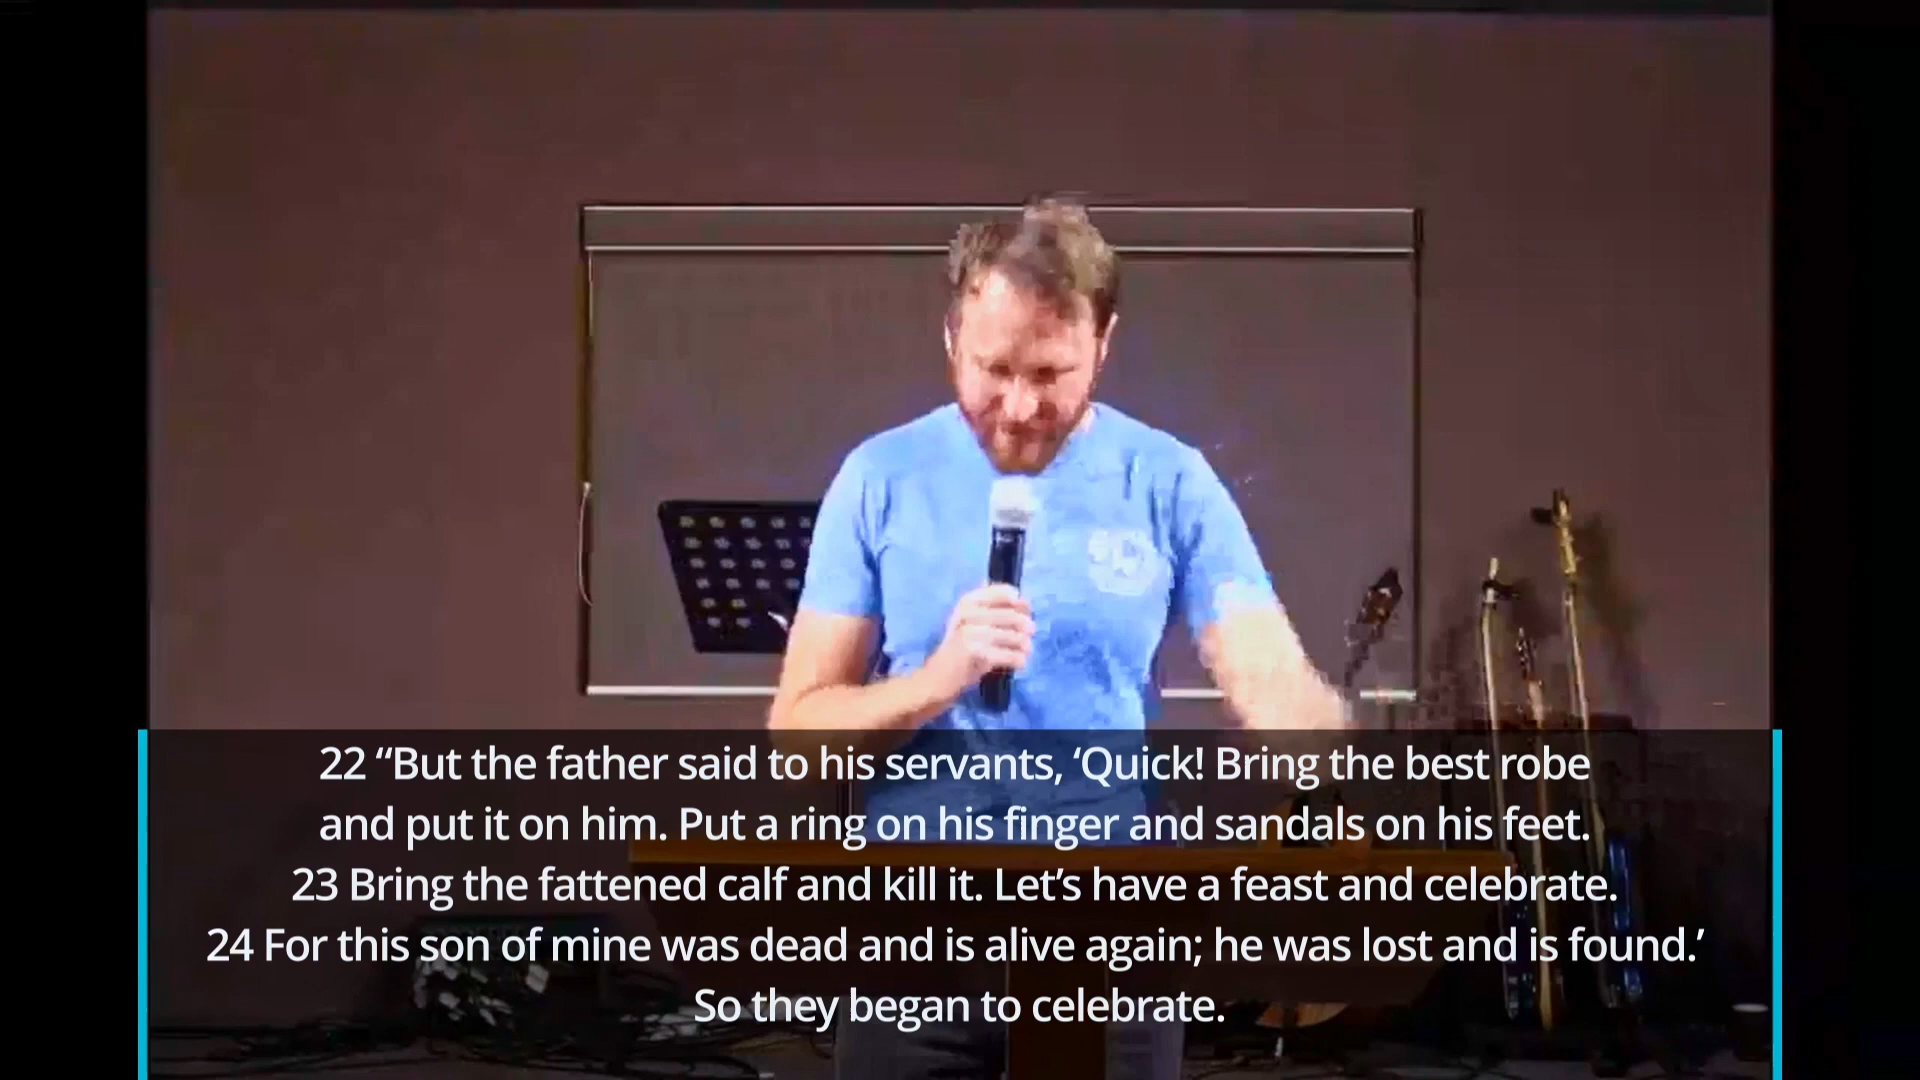 22 “But the father said to his servants, ‘Quick! Bring the best robe
and put it on him. Put a ring on his finger and sandals on his feet.
23 Bring the fattened calf and kill it. Let’s have a feast and celebrate.
24 For this son of mine was dead and is alive again; he was lost and is found.’
So they began to celebrate.